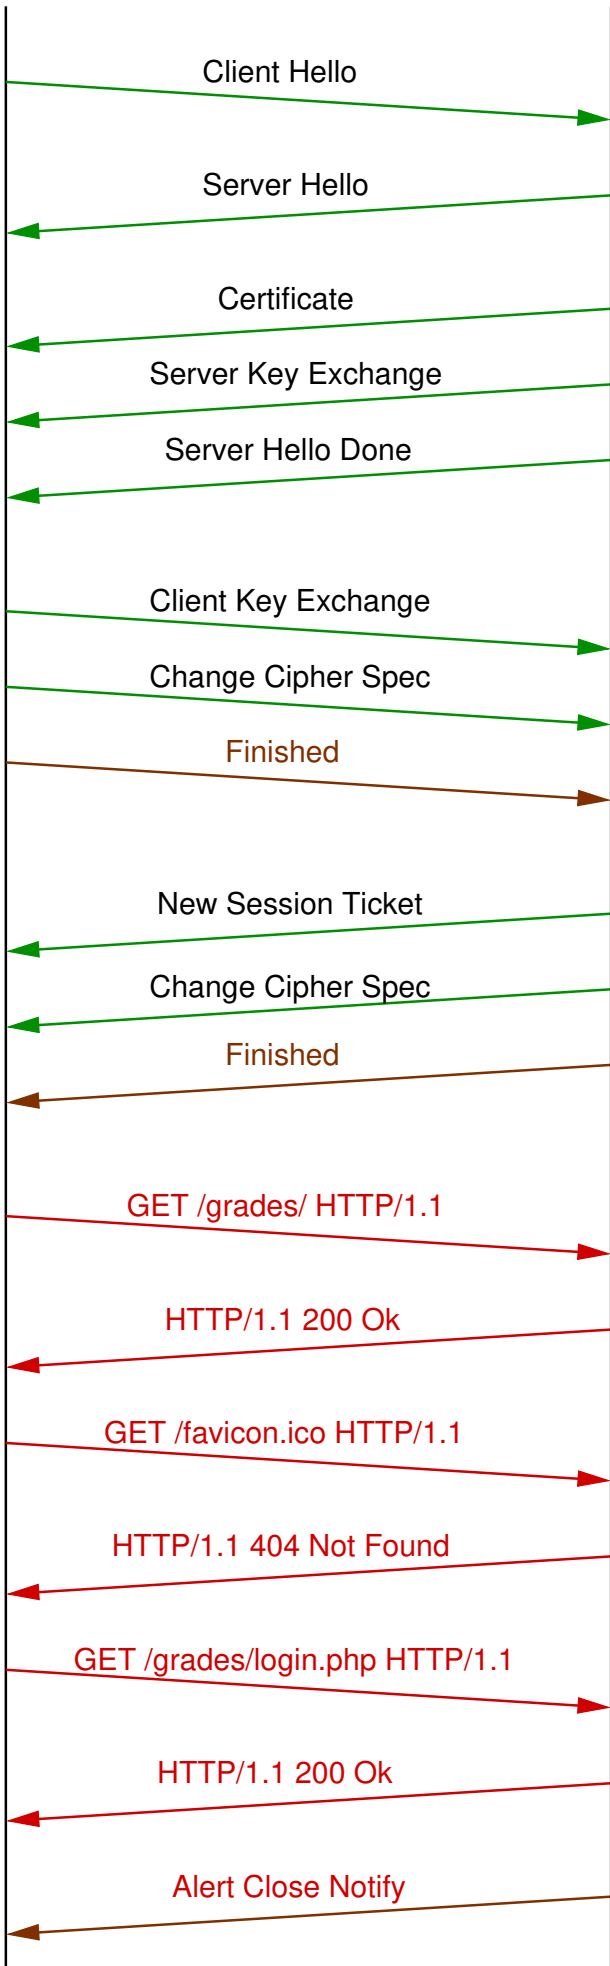 Client Hello
Server Hello
Certificate
Server Key Exchange
Server Hello Done
Client Key Exchange
Change Cipher Spec
Finished
New Session Ticket
Change Cipher Spec
Finished
GET /grades/ HTTP/1.1
HTTP/1.1 200 Ok
GET /favicon.ico HTTP/1.1
HTTP/1.1 404 Not Found
GET /grades/login.php HTTP/1.1
HTTP/1.1 200 Ok
Alert Close Notify